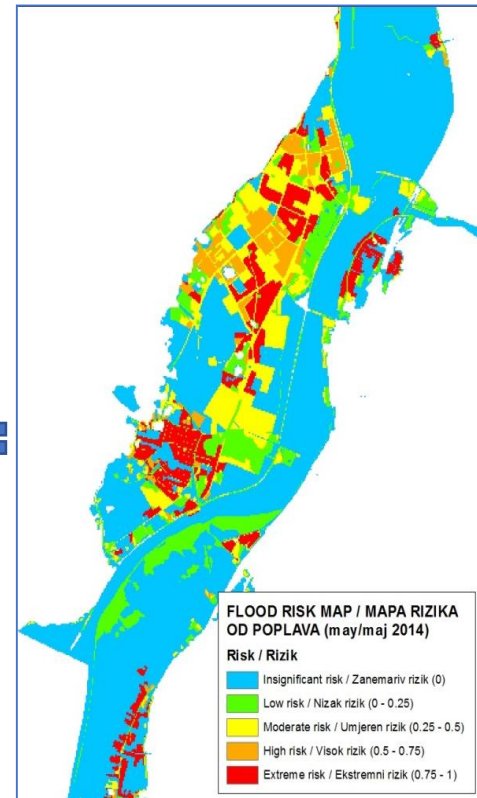 FLOOD RISK MAP / MAPA RIZIKA
OD POPLAVA (may/maj 2014)
Risk / Rizik
Insignificant risk / Zanemariv rizik (0)
Low risk / Nizak rizik (0 - 0.25)
Moderate risk / Umjeren rizik (0.25 - 0.5)
High risk / Visok rizik (0.5 - 0.75)
Extreme risk / Ekstremni rizik (0.75 - 1)